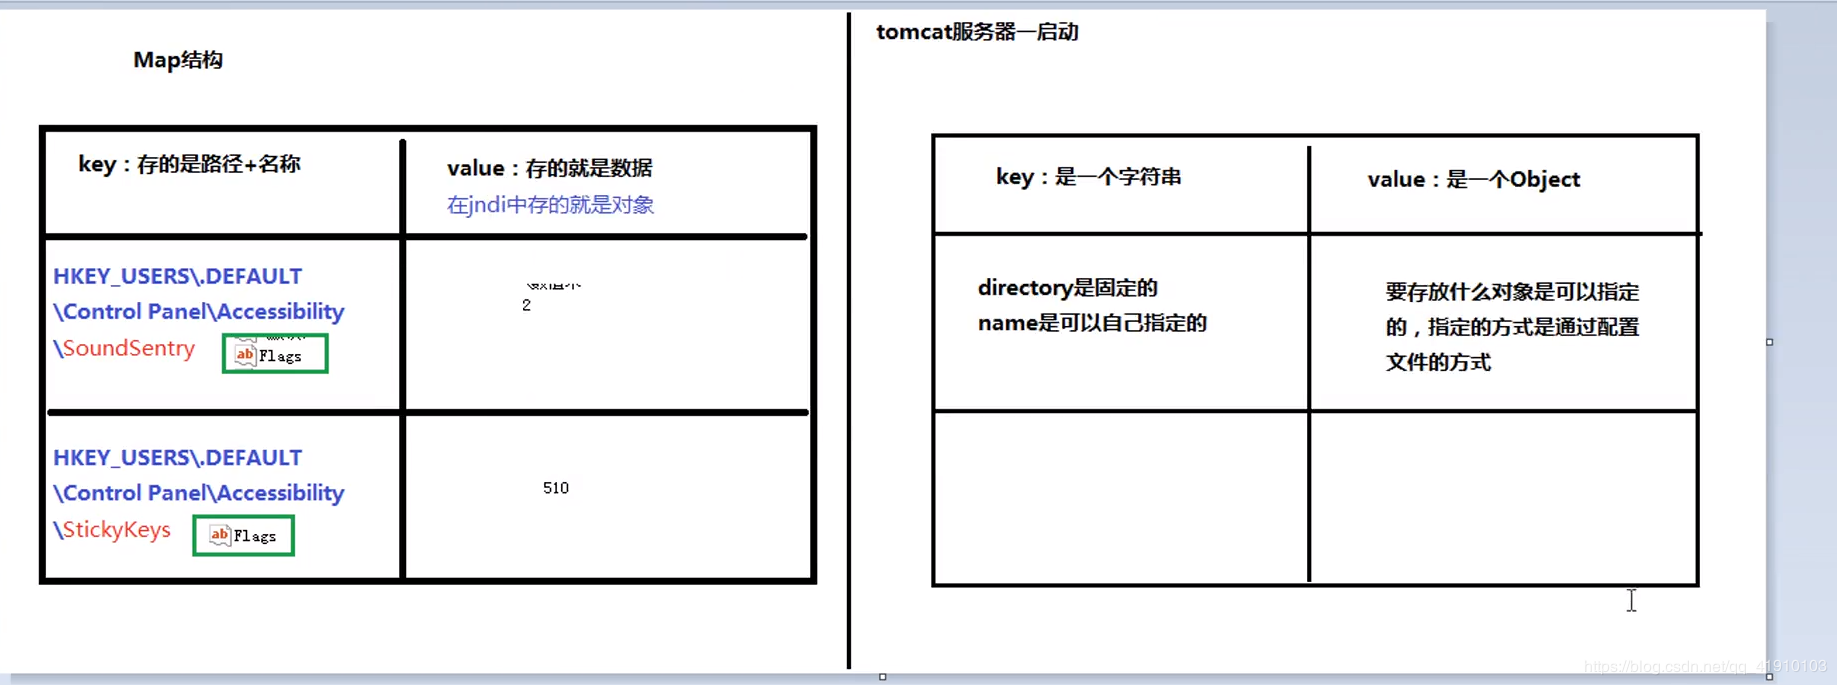 Map结构
key：存的是路径+名称
value：存的就是数据
在jndi中存的就是对象
HKEY_USERS\.DEFAULT
\Control Panel\Accessibility
\SoundSentry
ab Flags
2
HKEY_USERS\.DEFAULT
\Control Panel\Accessibility
\StickyKeys
ab Flags
510
tomcat服务器一启动
key：是一个字符串
value：是一个Object
directory是固定的
name是可以自己指定的
要存放什么对象是可以指定
的，指定的方式是通过配置
文件的方式
https://blog.csdn.net/qq_41910103